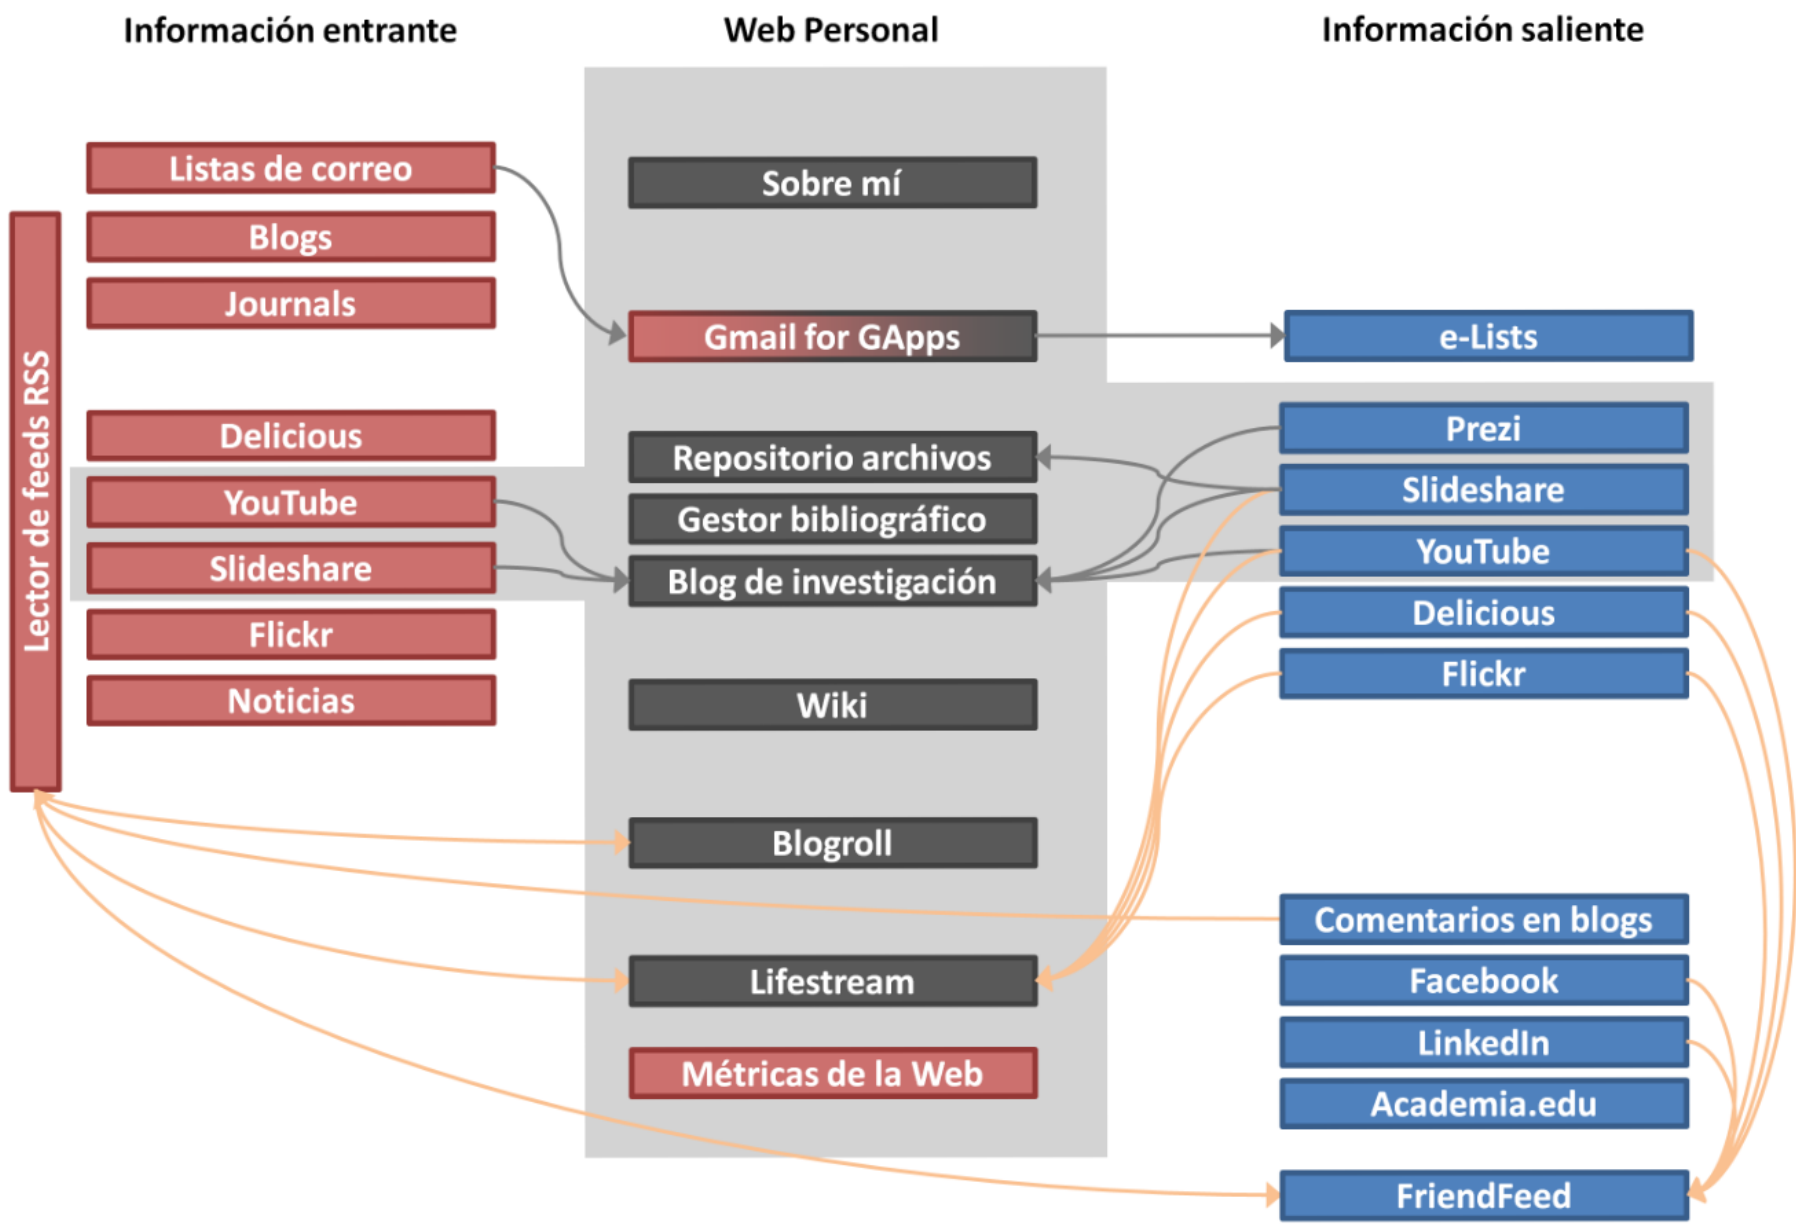 Información entrante
Web Personal
Información saliente
Lector de feeds RSS
Listas de correo
Blogs
Journals
Delicious
YouTube
Slideshare
Flickr
Noticias
Sobre mí
Gmail for GApps
Repositorio archivos
Gestor bibliográfico
Blog de investigación
Wiki
Blogroll
Lifestream
Métricas de la Web
e-Lists
Prezi
Slideshare
YouTube
Delicious
Flickr
Comentarios en blogs
Facebook
LinkedIn
Academia.edu
FriendFeed